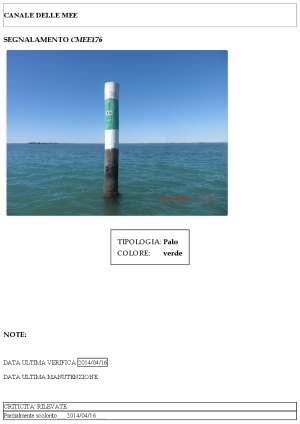 CANALE DELLE MEE
SEGNALAMENTO CMEE176
TIPOLOGIA: Palo
COLORE: verde
NOTE:
DATA ULTIMA VERIFICA 2014/04/16
DATA ULTIMA MANUTENZIONE
CRITICITA' RILEVATE
Parzialmente scolorito 2014/04/16